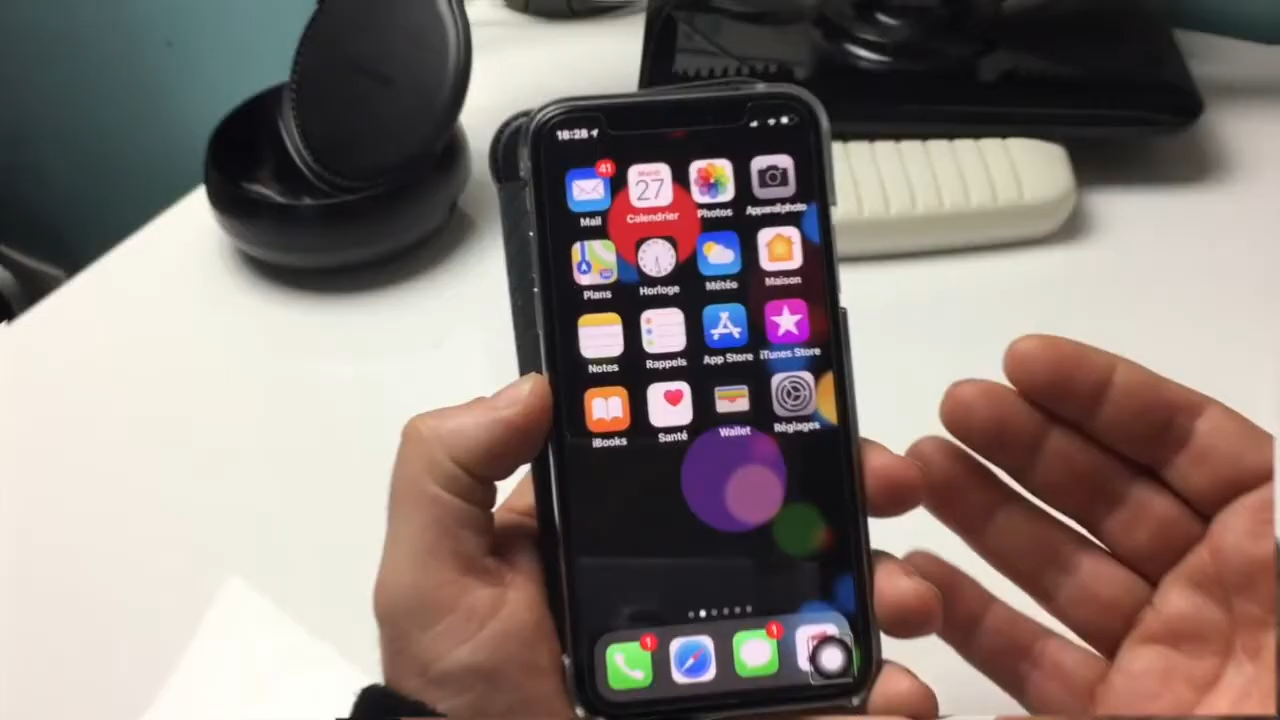 18:28
41
Mardi
27
Mail
Calendrier
Photos
Appareil photo
Plans
Horloge
Météo
Maison
Notes
Rappels
App Store
iTunes Store
iBooks
Santé
Wallet
Réglages
1
1